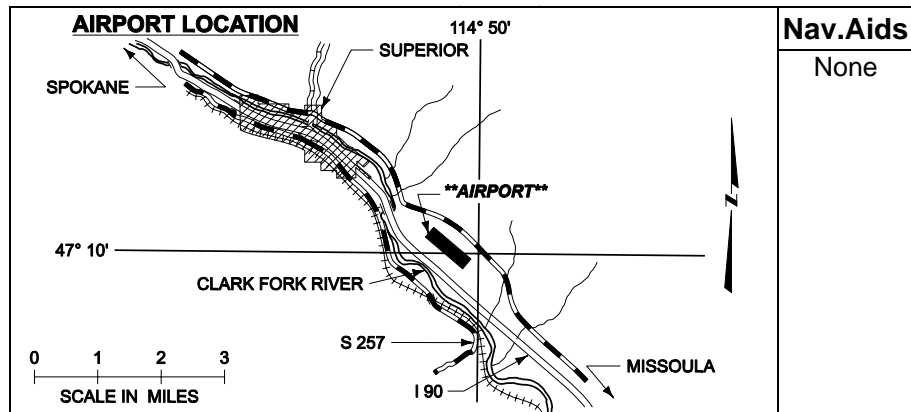 AIRPORT LOCATION
114° 50'
Nav.Aids
None
SUPERIOR
SPOKANE
**AIRPORT**
N
47° 10'
CLARK FORK RIVER
S 257
MISSOULA
I 90
0 1 2 3
SCALE IN MILES